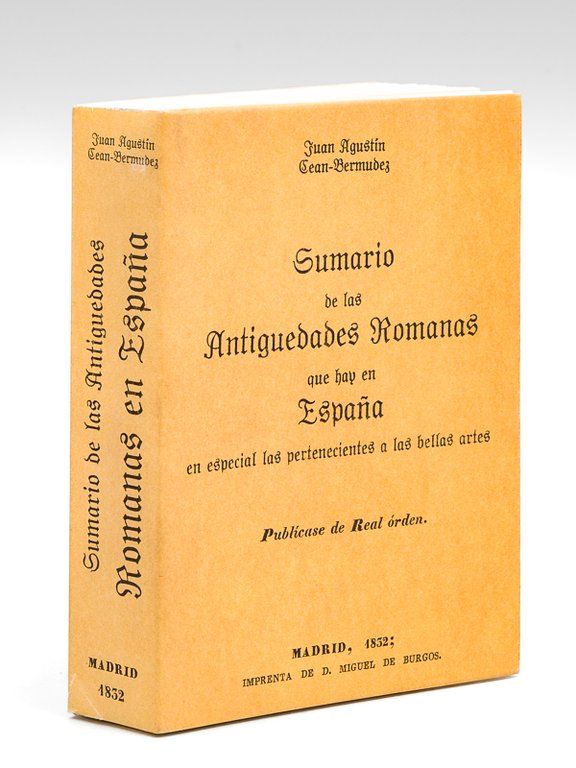 Juan Agustín
Cean-Bermudez
Sumario de las Antiguedades
Romanas en España
MADRID
1832
Juan Agustín
Cean-Bermudez
Sumario
de las
Antiguedades Romanas
que hay en
España
en especial las pertenecientes a las bellas artes
Publícase de Real órden.
MADRID, 1832;
IMPRENTA DE D. MIGUEL DE BURGOS.